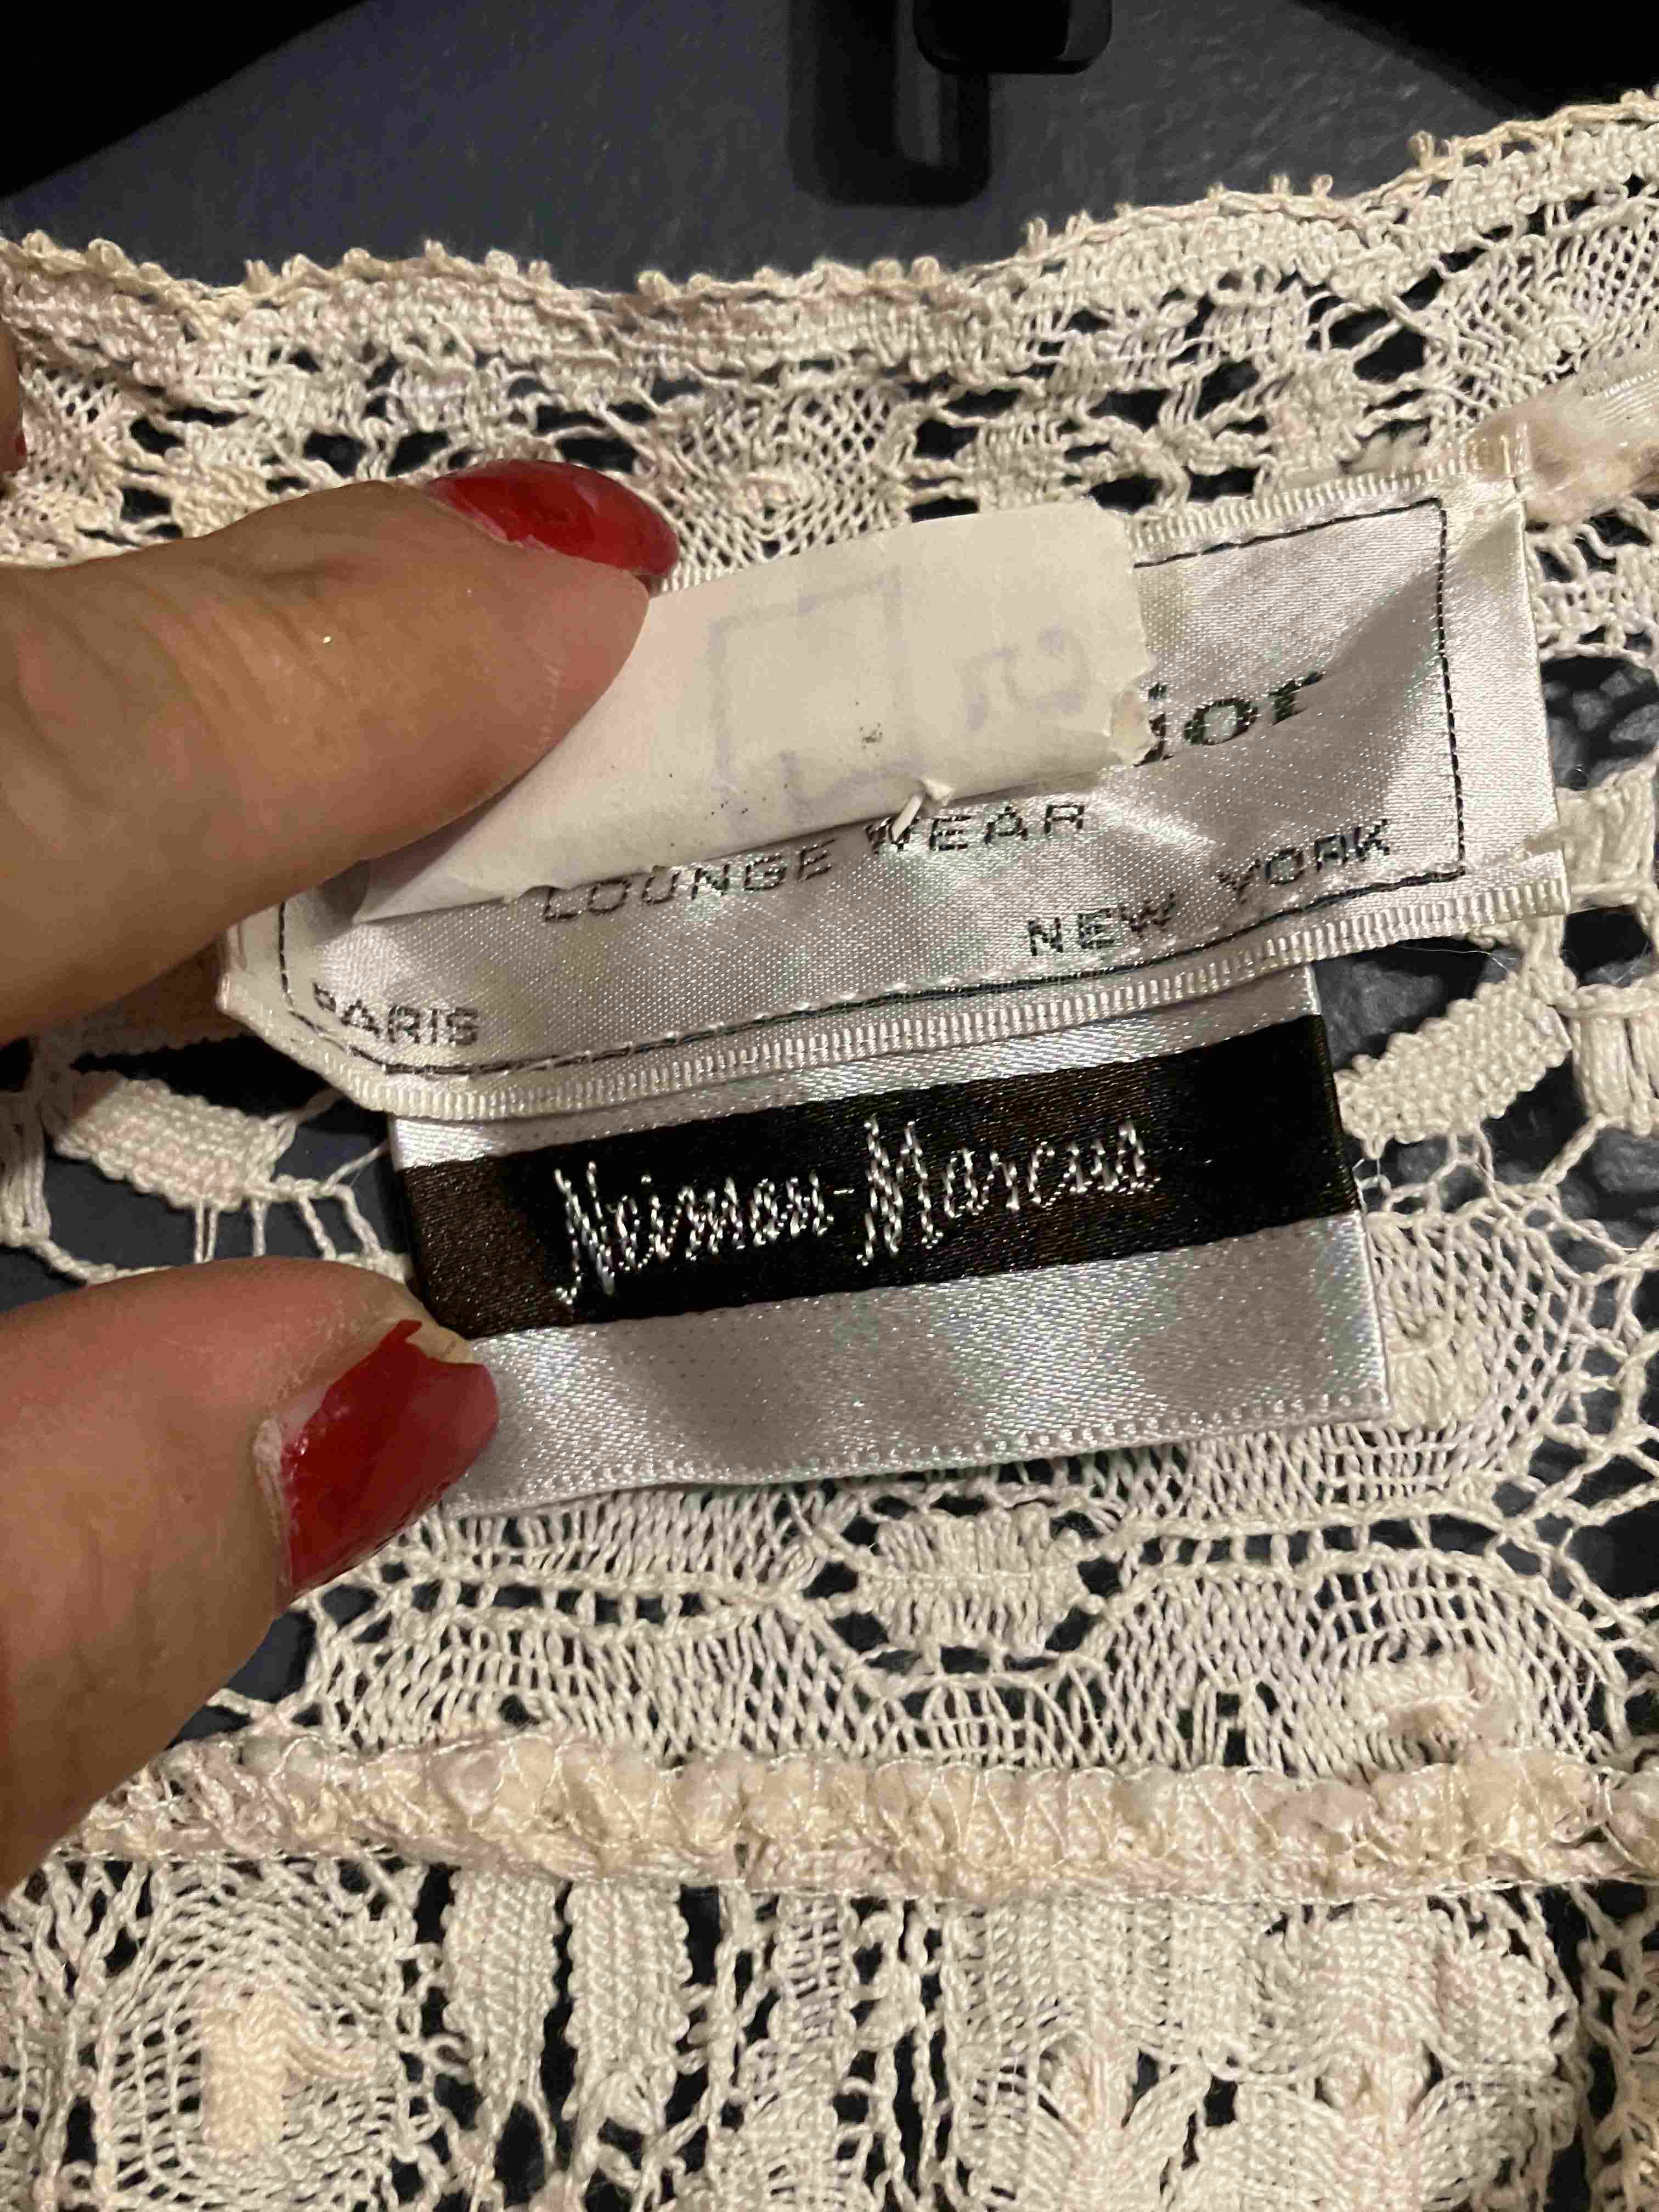 ior
LOUNGE WEAR
PARIS NEW YORK
Neiman-Marcus